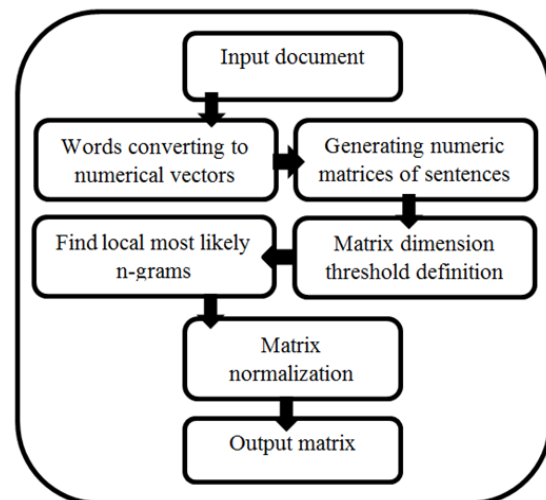 Input document
Words converting to
numerical vectors
Generating numeric
matrices of sentences
Matrix dimension
threshold definition
Find local most likely
n-grams
Matrix
normalization
Output matrix